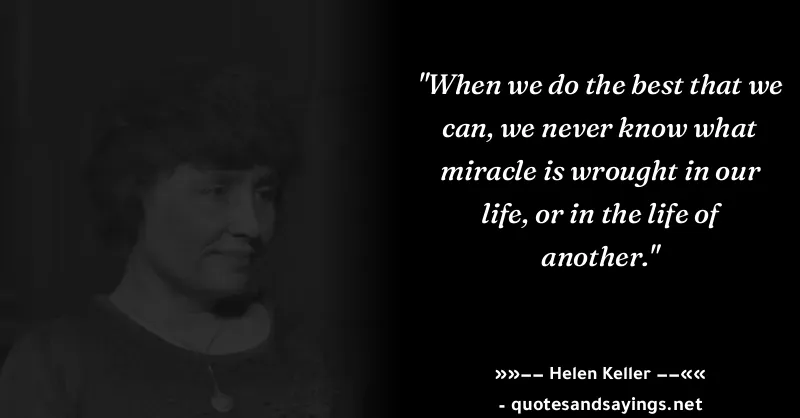 "When we do the best that we
can, we never know what
miracle is wrought in our
life, or in the life of
another."
»»–– Helen Keller ––««
- quotesandsayings.net